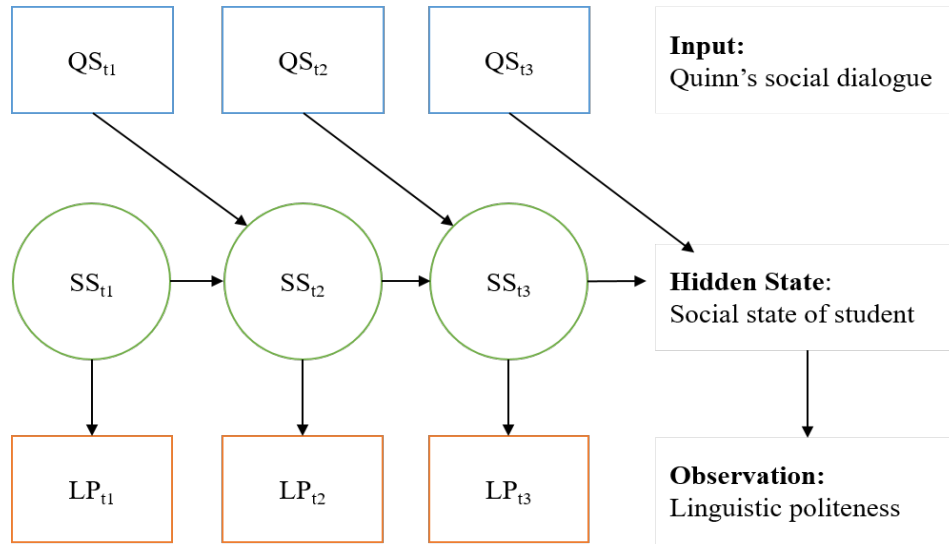 QSt1
QSt2
QSt3
Input:
Quinn's social dialogue
SSt1
SSt2
SSt3
Hidden State:
Social state of student
LPt1
LPt2
LPt3
Observation:
Linguistic politeness